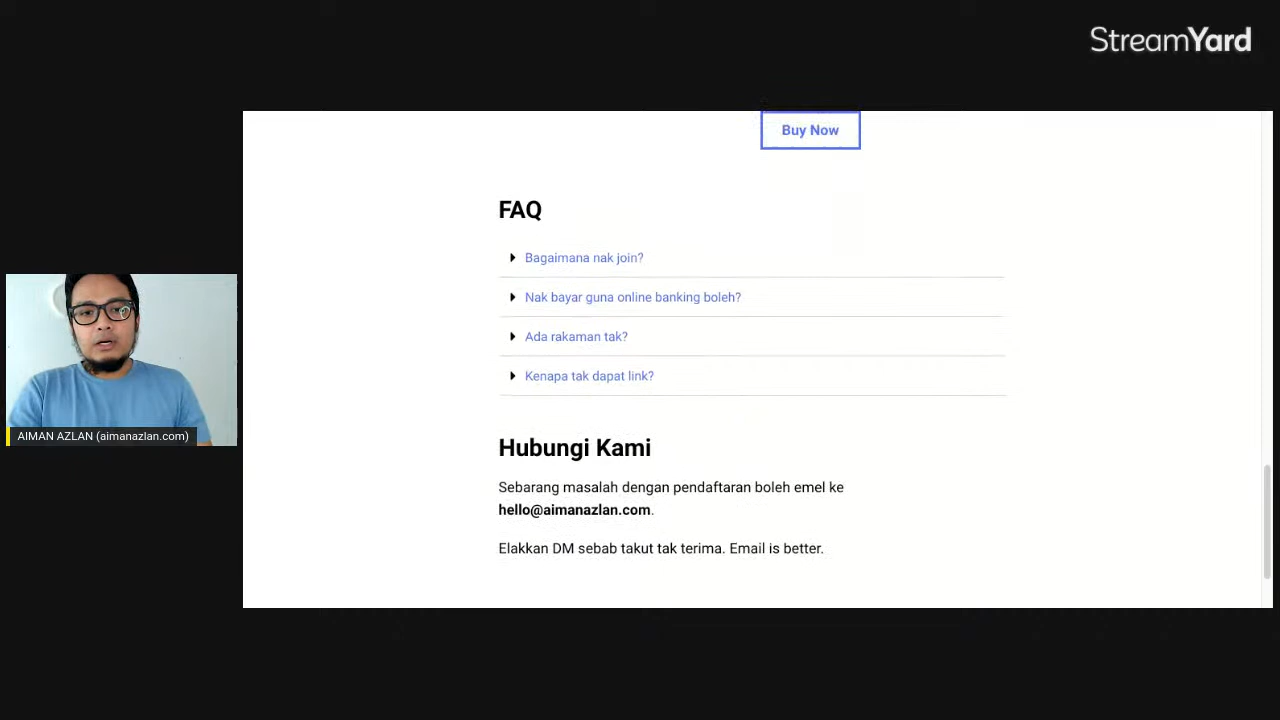 StreamYard
Buy Now
FAQ
Bagaimana nak join?
Nak bayar guna online banking boleh?
Ada rakaman tak?
Kenapa tak dapat link?
AIMAN AZLAN (aimanazlan.com)
Hubungi Kami
Sebarang masalah dengan pendaftaran boleh emel ke
hello@aimanazlan.com.
Elakkan DM sebab takut tak terima. Email is better.